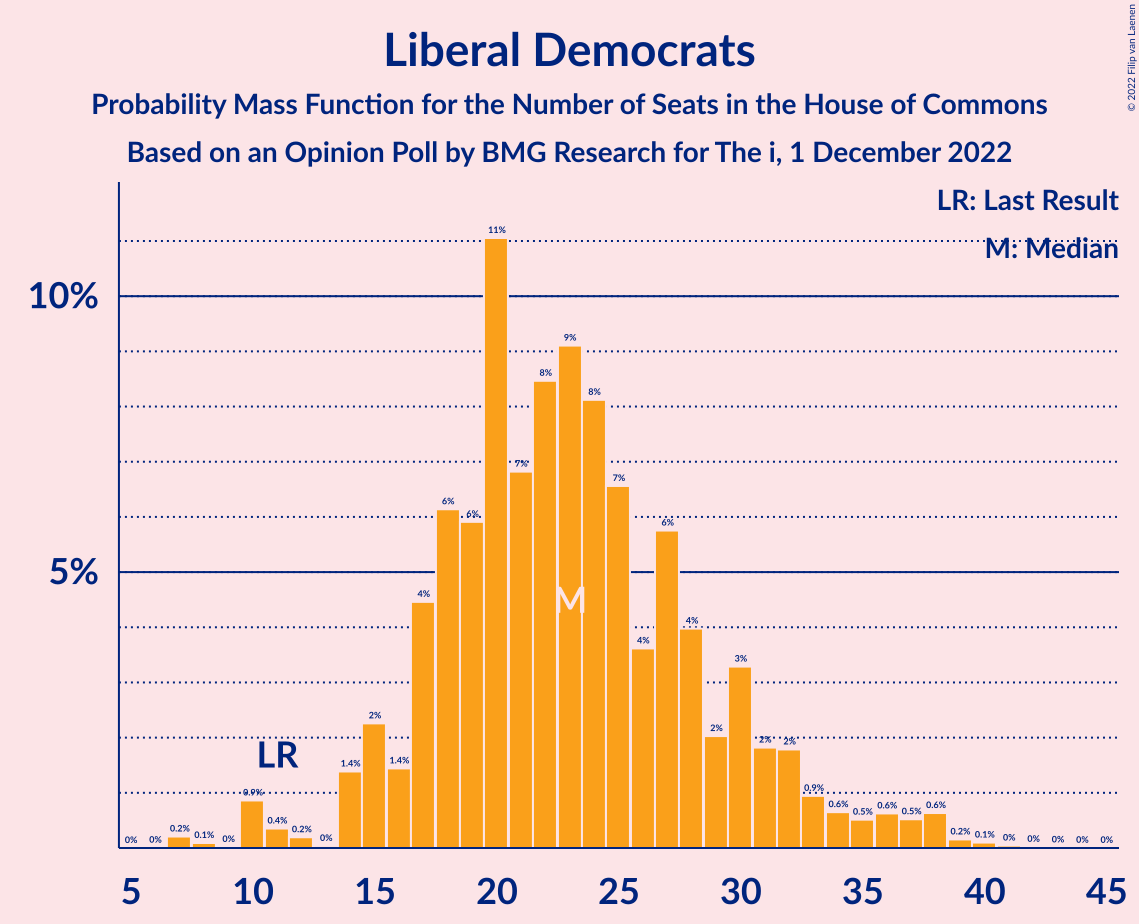 © 2022 Filip van Laenen
Liberal Democrats
Probability Mass Function for the Number of Seats in the House of Commons
Based on an Opinion Poll by BMG Research for The i, 1 December 2022
LR: Last Result
M: Median
10%
5%
LR
M
0% 0% 0.2% 0.1% 0% 0.9% 0.4% 0.2% 0% 1.4% 2% 1.4% 4% 6% 6% 11% 7% 8% 9% 8% 7% 4% 6% 4% 2% 3% 2% 2% 0.9% 0.6% 0.5% 0.6% 0.5% 0.6% 0.2% 0.1% 0% 0% 0% 0% 0%
5 10 15 20 25 30 35 40 45